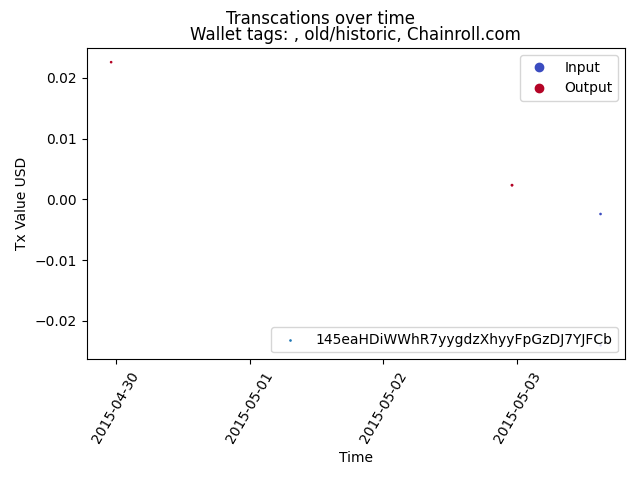 Transcations over time
Wallet tags: , old/historic, Chainroll.com
Input
Output
0.02
0.01
0.00
−0.01
−0.02
Tx Value USD
145eaHDiWWhR7yygdzXhyyFpGzDJ7YJFCb
2015-04-30
2015-05-01
2015-05-02
2015-05-03
Time